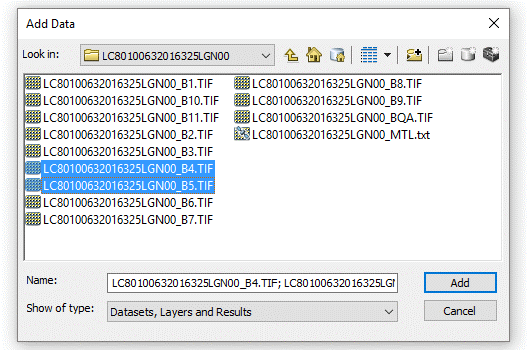 Add Data
Look in:
LC80100632016325LGN00
LC80100632016325LGN00_B1.TIF
LC80100632016325LGN00_B10.TIF
LC80100632016325LGN00_B11.TIF
LC80100632016325LGN00_B2.TIF
LC80100632016325LGN00_B3.TIF
LC80100632016325LGN00_B4.TIF
LC80100632016325LGN00_B5.TIF
LC80100632016325LGN00_B6.TIF
LC80100632016325LGN00_B7.TIF
LC80100632016325LGN00_B8.TIF
LC80100632016325LGN00_B9.TIF
LC80100632016325LGN00_BQA.TIF
LC80100632016325LGN00_MTL.txt
Name:
LC80100632016325LGN00_B4.TIF; LC80100632016325LGN
Add
Show of type:
Datasets, Layers and Results
Cancel